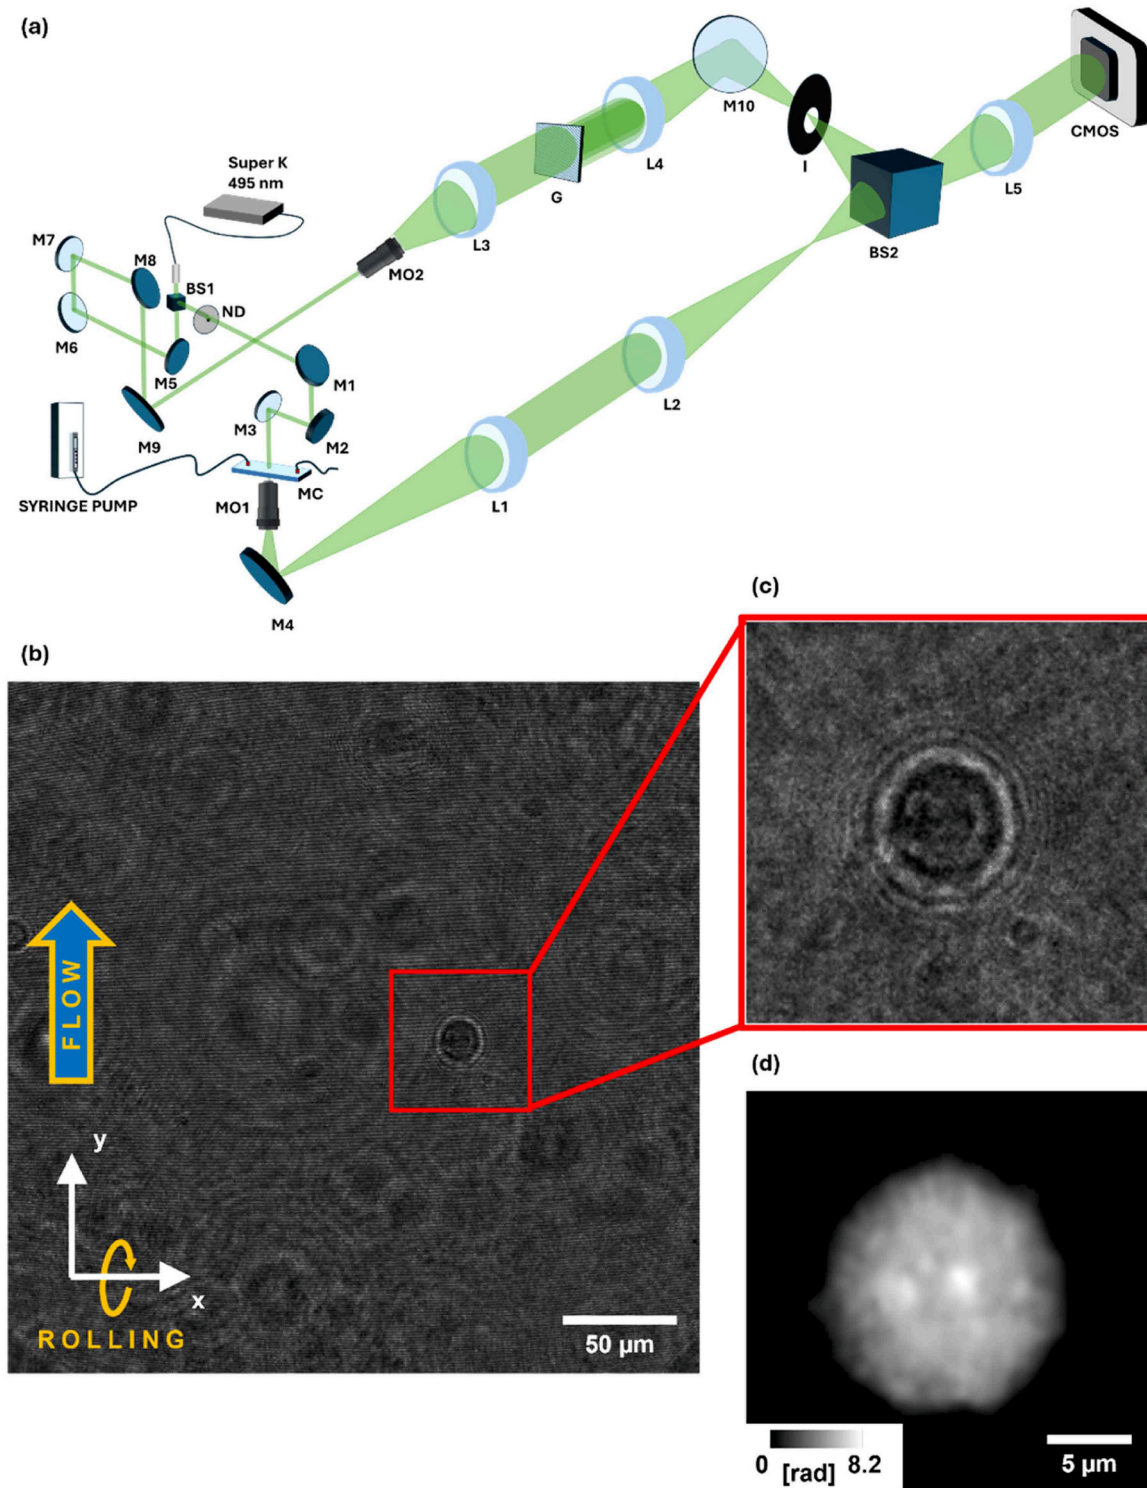 (a)
M10
CMOS
I
L4
L5
Super K
495 nm
G
L3
BS2
M7
M8
MO2
BS1
ND
M6
M5
L2
M1
M3
M9
M2
SYRINGE PUMP
MO1
MC
L1
M4
(b)
(c)
FLOW
y
x
ROLLING
50 µm
(d)
0 [rad] 8.2
5 µm